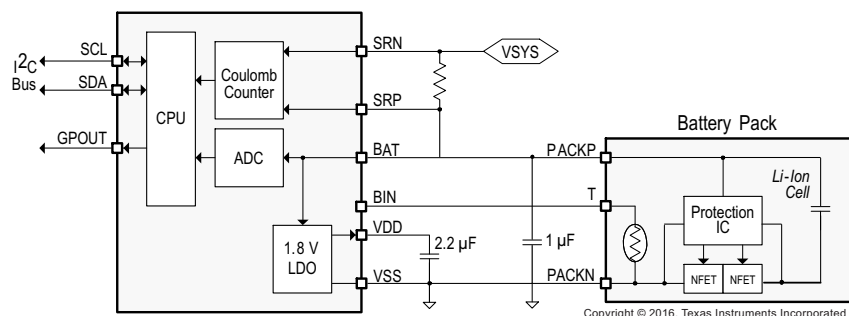 SCL
I2C
Bus
SDA
GPOUT
CPU
Coulomb
Counter
ADC
1.8 V
LDO
SRN
VSYS
SRP
BAT
BIN
VDD
2.2 µF
VSS
1 µF
Battery Pack
PACKP
T
PACKN
Li-Ion
Cell
Protection
IC
NFET
NFET
Copyright © 2016, Texas Instruments Incorporated